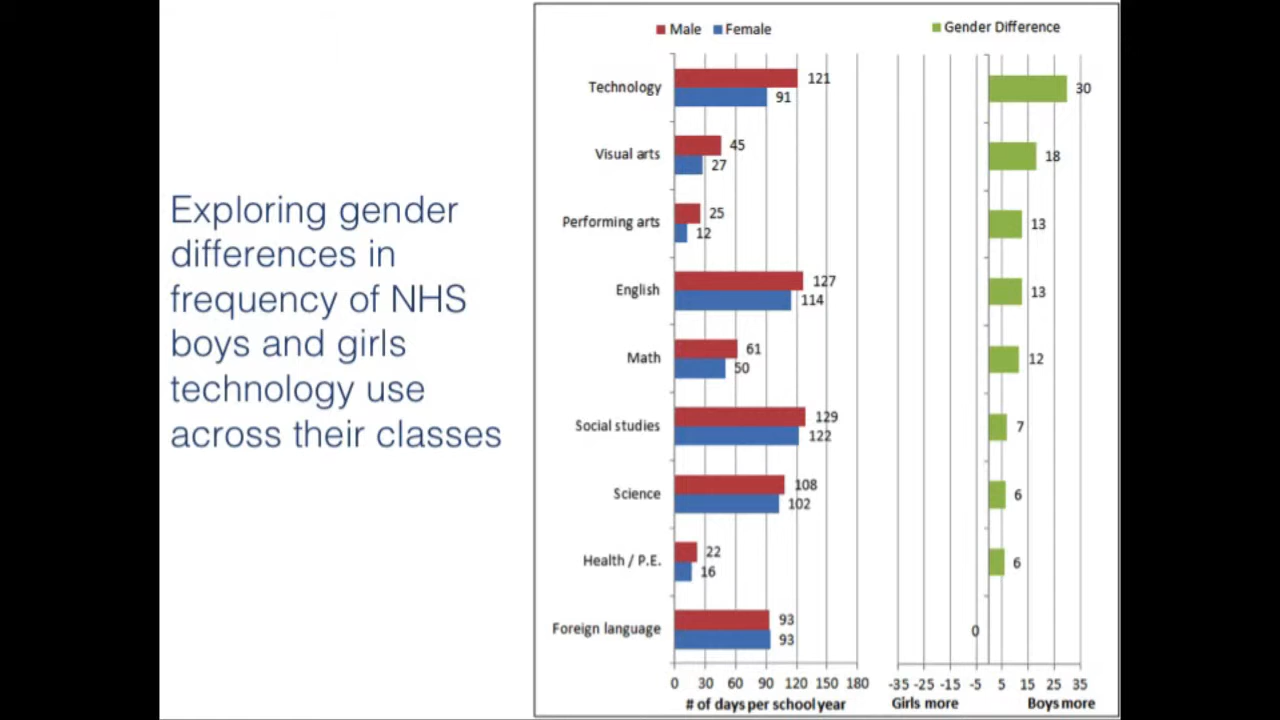 Exploring gender
differences in
frequency of NHS
boys and girls
technology use
across their classes
Male Female
Gender Difference
Technology 121 91 30
Visual arts 45 27 18
Performing arts 25 12 13
English 127 114 13
Math 61 50 12
Social studies 129 122 7
Science 108 102 6
Health / P.E. 22 16 6
Foreign language 93 93 0
0 30 60 90 120 150 180
-35 -25 -15 -5 5 15 25 35
# of days per school year
Girls more Boys more